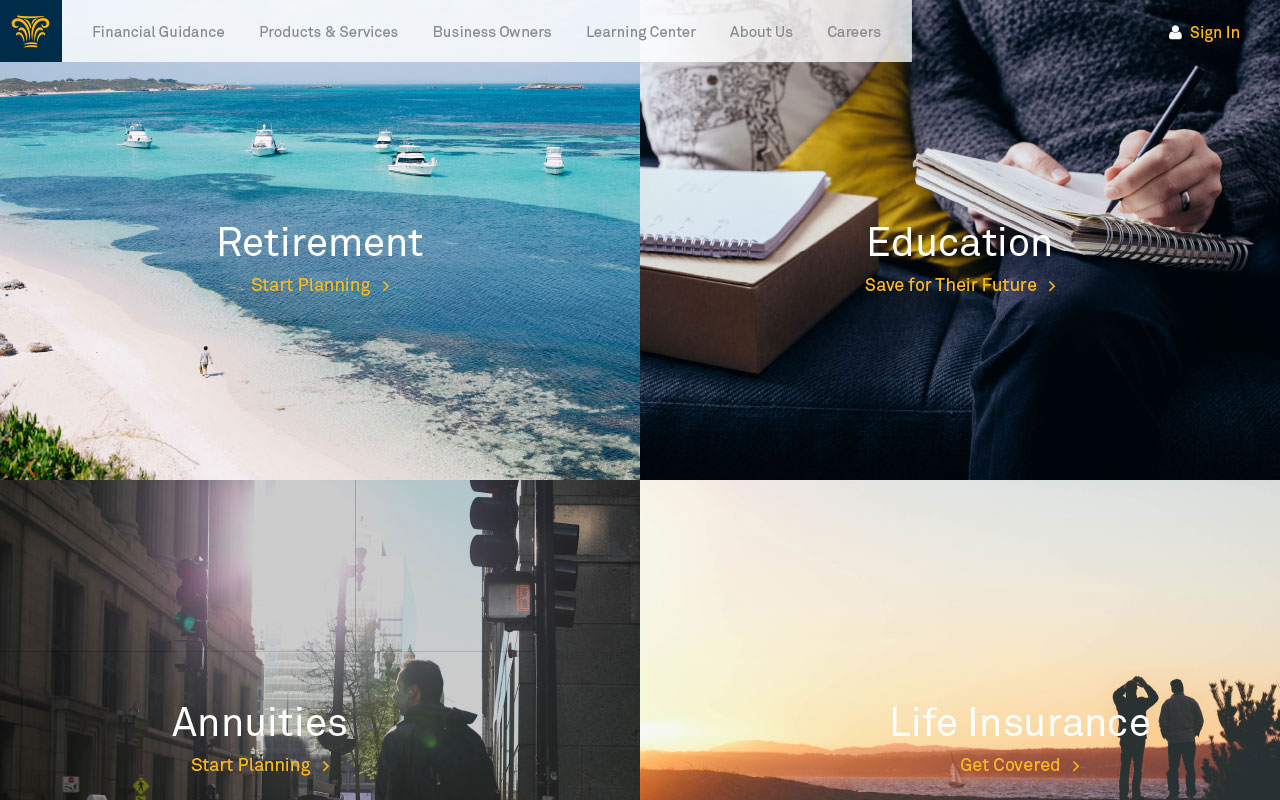 Financial Guidance
Products & Services
Business Owners
Learning Center
About Us
Careers
Sign In
Retirement
Start Planning
Education
Save for Their Future
Annuities
Start Planning
Life Insurance
Get Covered